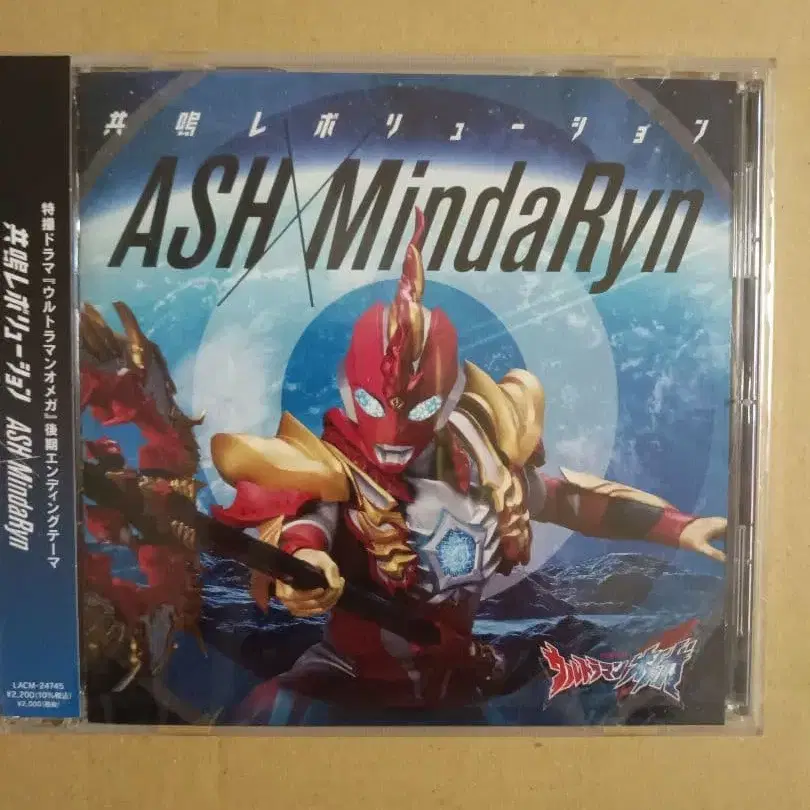 共鳴レボリューション
ASH×MindaRyn
特撮ドラマ『ウルトラマンオメガ』後期エンディングテーマ
共鳴レボリューション ASH×MindaRyn
LACM-24745
¥2,200(10%税込)
¥2,000(税抜)
ウルトラマンオメガ